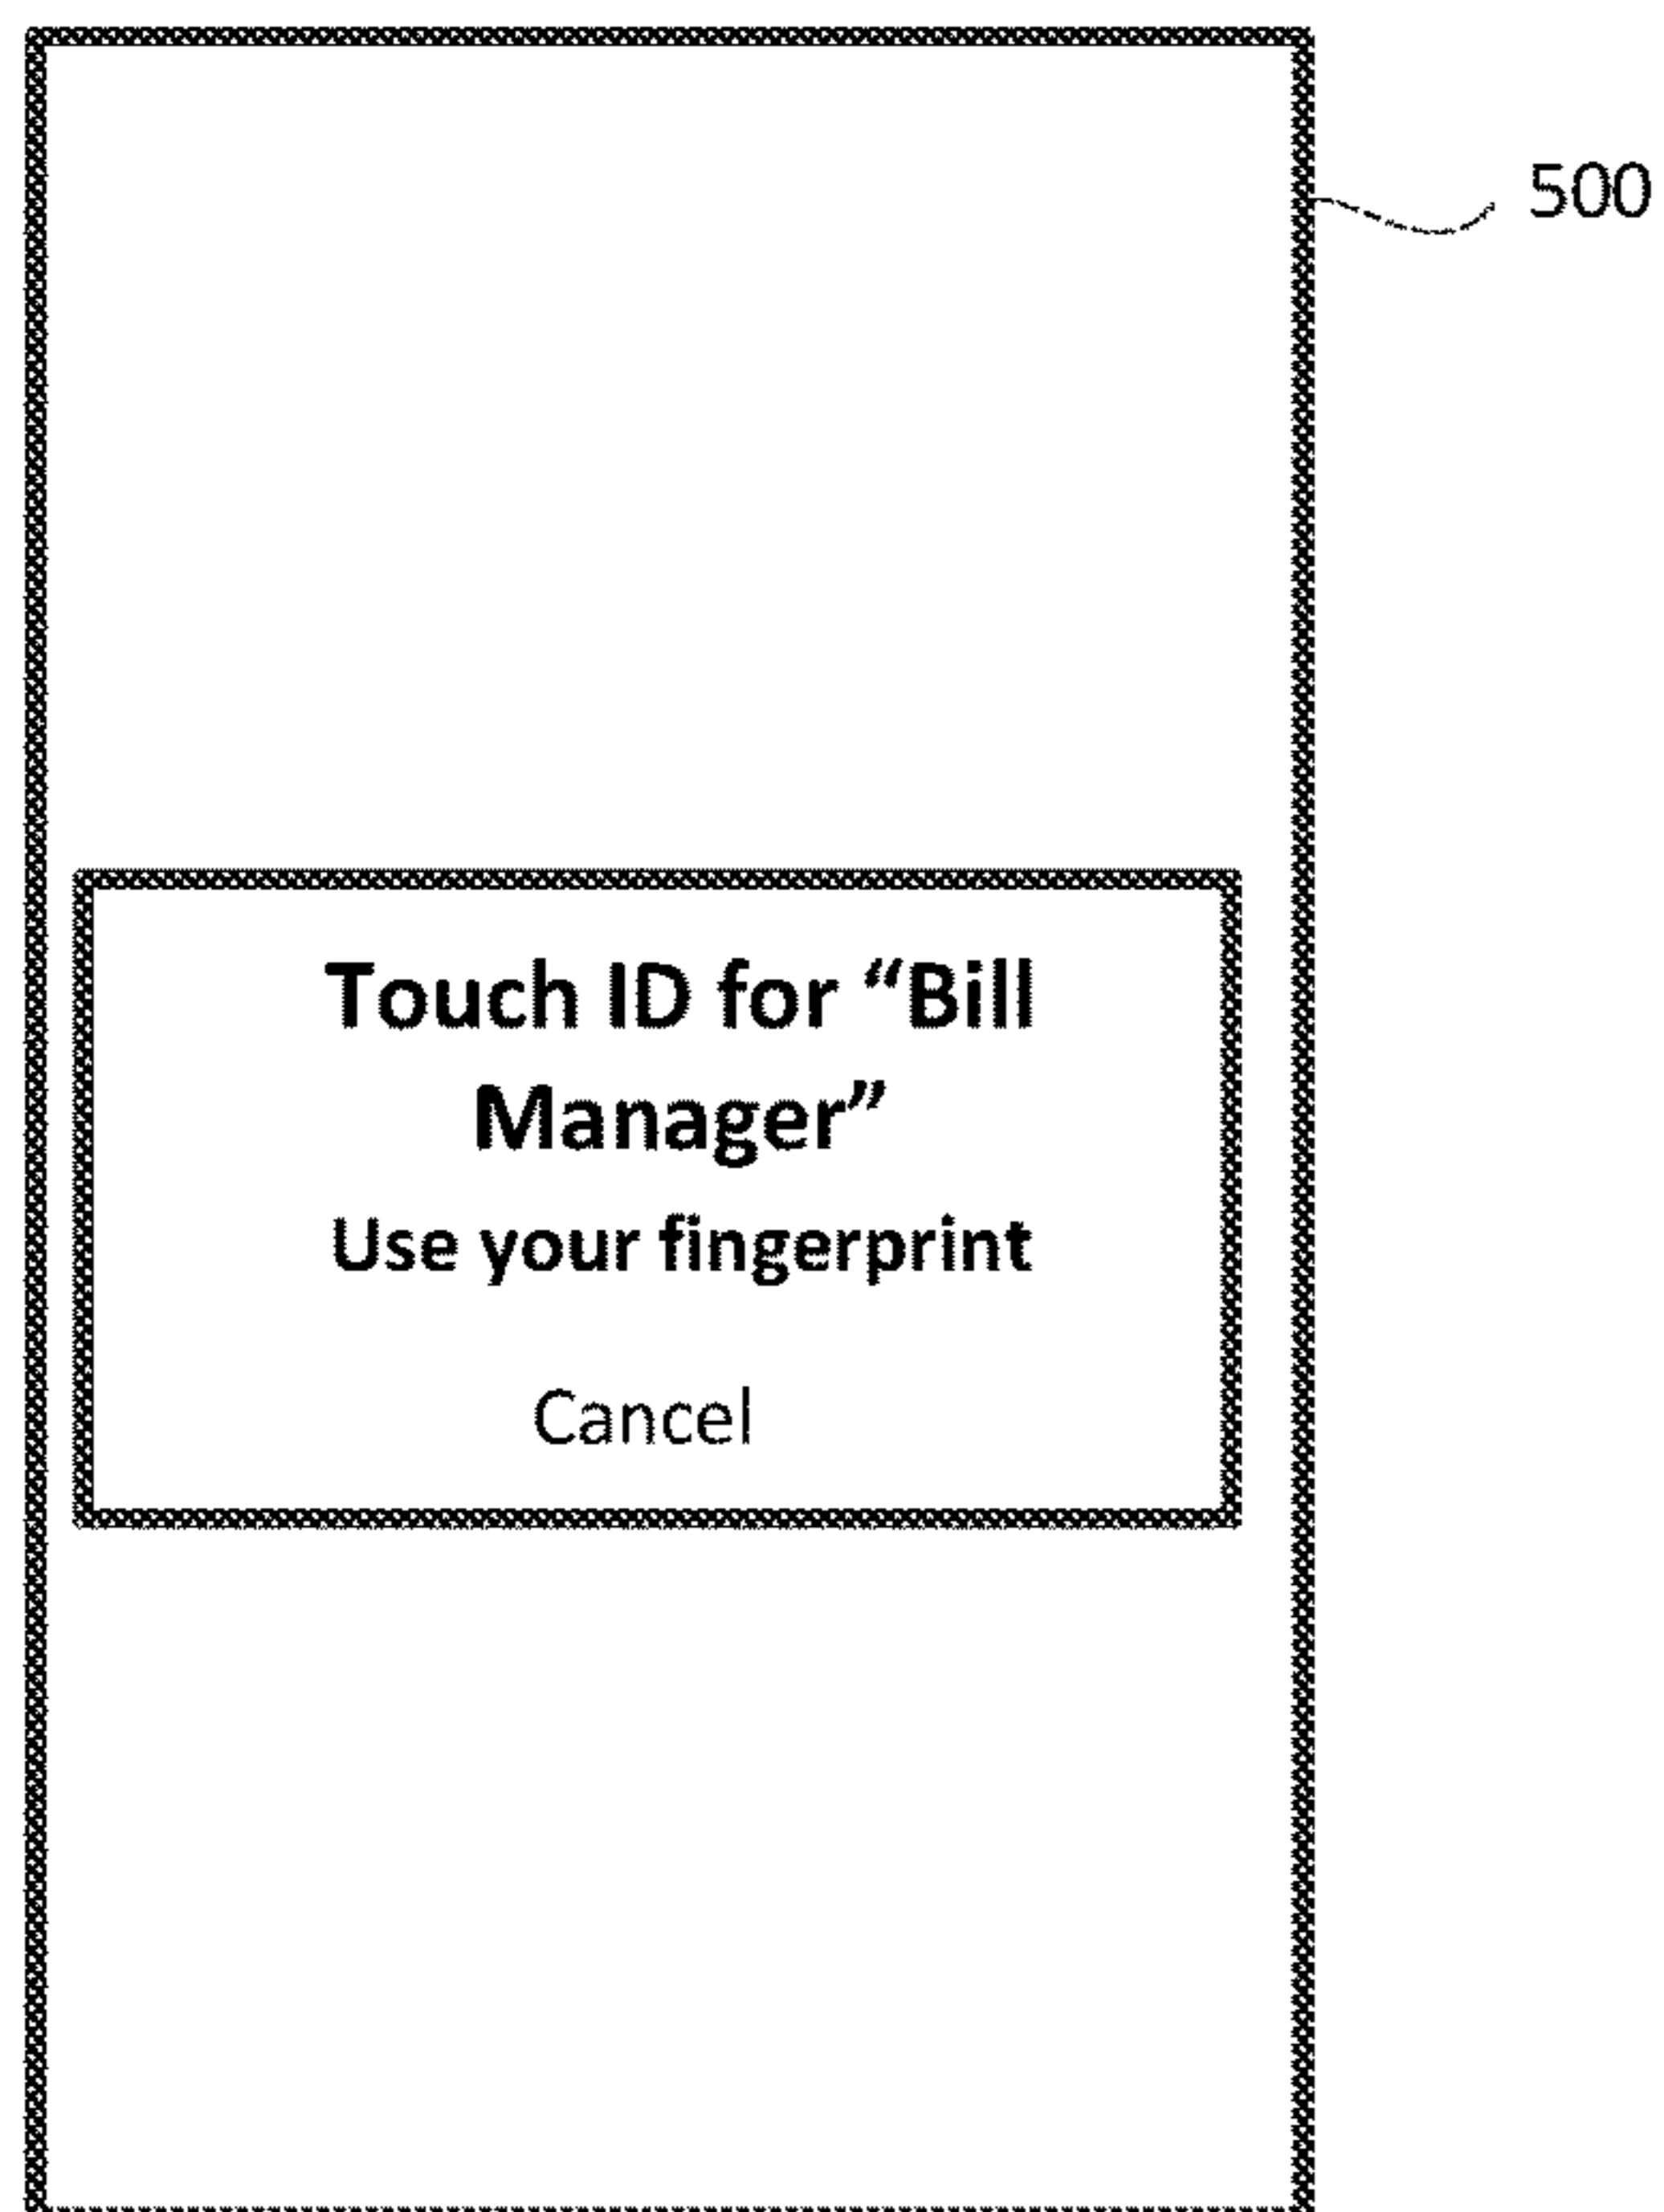 500
Touch ID for “Bill
Manager”
Use your fingerprint
Cancel